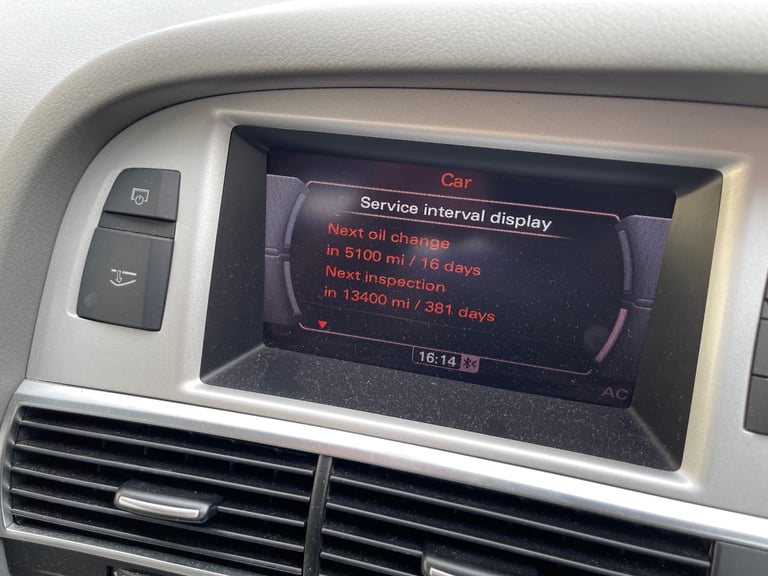 Car
Service interval display
Next oil change
in 5100 mi / 16 days
Next inspection
in 13400 mi / 381 days
16:14
AC